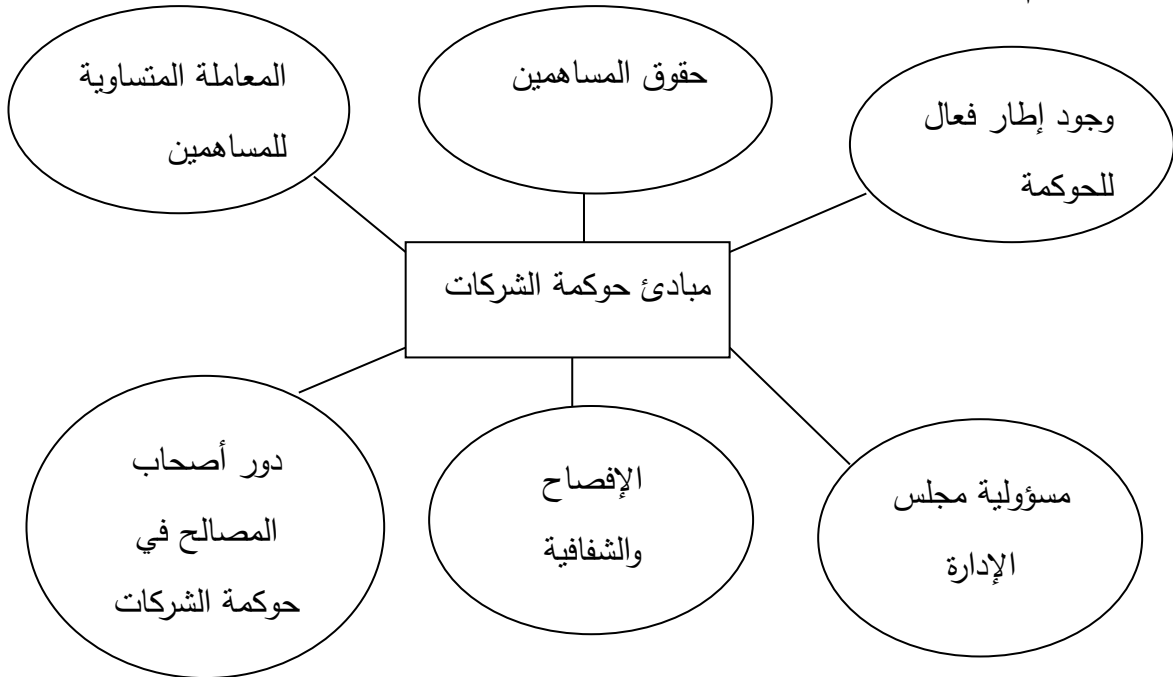 وجود إطار فعال
للحوكمة
حقوق المساهمين
المعاملة المتساوية
للمساهمين
مبادئ حوكمة الشركات
مسؤولية مجلس
الإدارة
الإفصاح
والشفافية
دور أصحاب
المصالح في
حوكمة الشركات